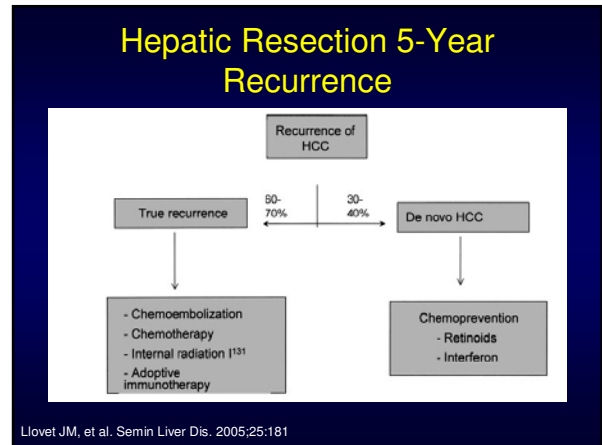 Hepatic Resection 5-Year
Recurrence
Recurrence of
HCC
True recurrence
60-
70%
30-
40%
De novo HCC
- Chemoembolization
- Chemotherapy
- Internal radiation I¹³¹
- Adoptive
immunotherapy
Chemoprevention
- Retinoids
- Interferon
Llovet JM, et al. Semin Liver Dis. 2005;25:181